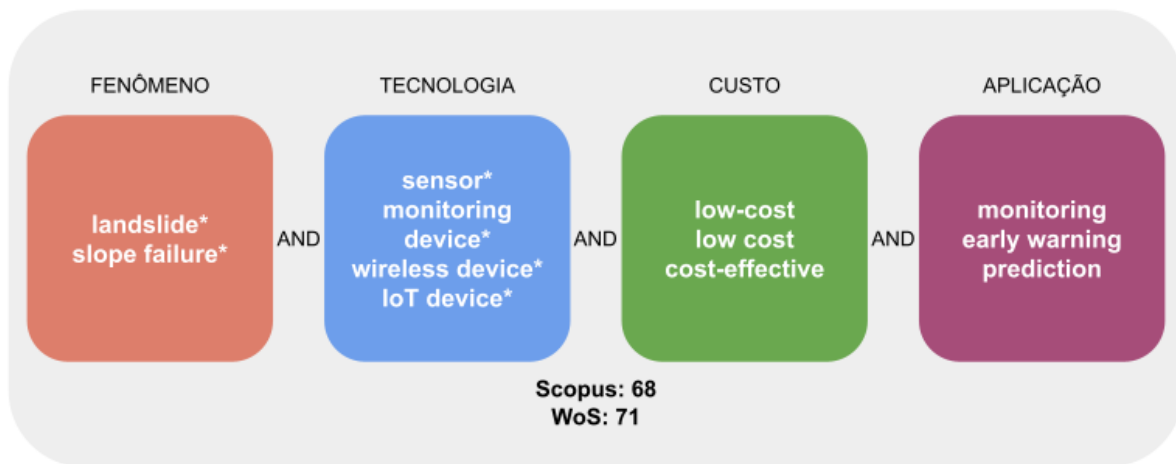 FENÔMENO
TECNOLOGIA
CUSTO
APLICAÇÃO
landslide*
slope failure*
AND
sensor*
monitoring
device*
wireless device*
IoT device*
AND
low-cost
low cost
cost-effective
AND
monitoring
early warning
prediction
Scopus: 68
WoS: 71